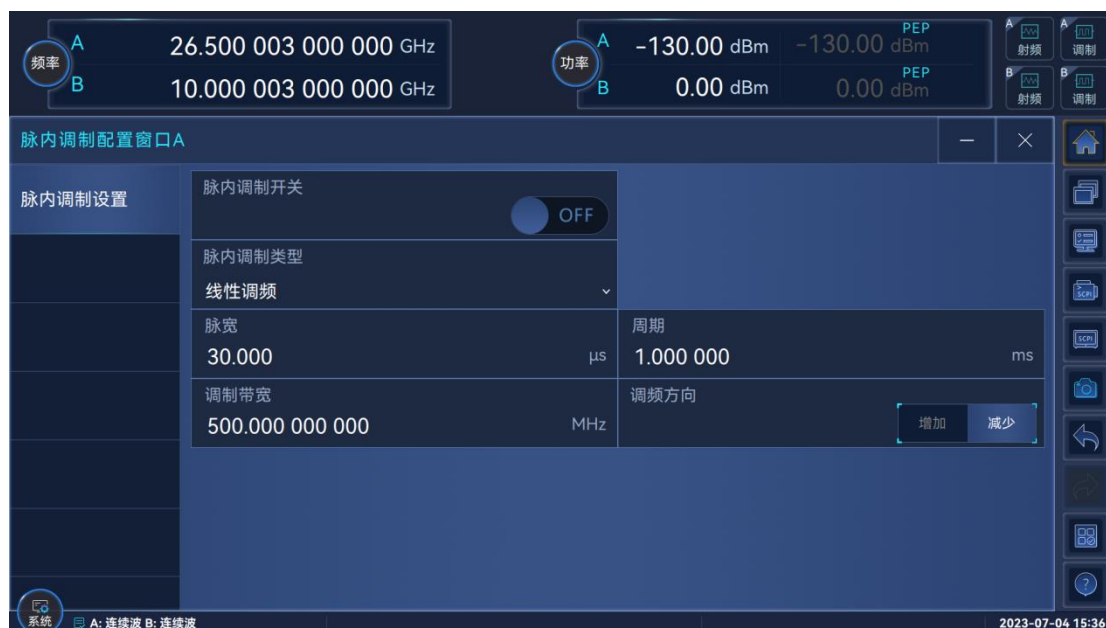 频率
A 26.500 003 000 000 GHz
B 10.000 003 000 000 GHz
功率
A -130.00 dBm PEP -130.00 dBm
B 0.00 dBm PEP 0.00 dBm
A 射频
A 调制
B 射频
B 调制
脉内调制配置窗口A
脉内调制设置
脉内调制开关
OFF
脉内调制类型
线性调频
脉宽
30.000 μs
周期
1.000 000 ms
调制带宽
500.000 000 000 MHz
调频方向
增加 减少
SCPI
SCPI
系统
A: 连续波 B: 连续波
2023-07-04 15:36